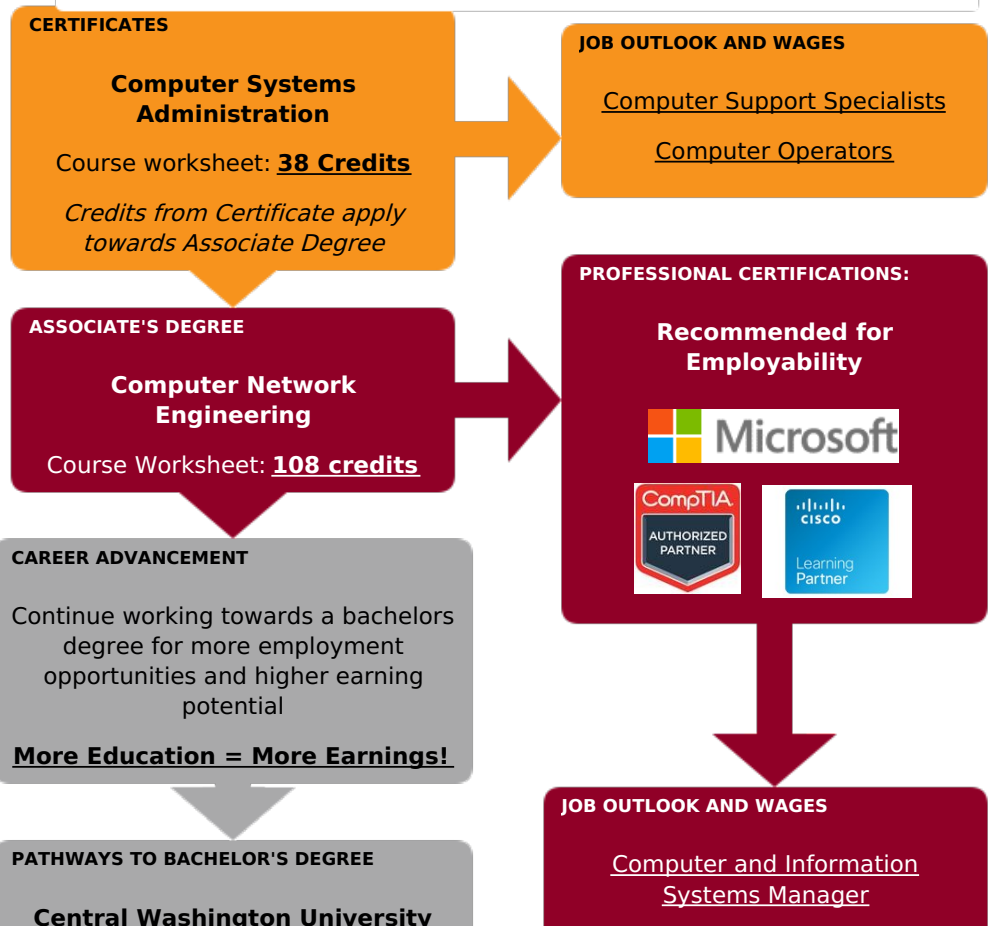 CERTIFICATES
Computer Systems
Administration
Course worksheet: 38 Credits
Credits from Certificate apply
towards Associate Degree
JOB OUTLOOK AND WAGES
Computer Support Specialists
Computer Operators
ASSOCIATE'S DEGREE
Computer Network
Engineering
Course Worksheet: 108 credits
PROFESSIONAL CERTIFICATIONS:
Recommended for
Employability
Microsoft
CompTIA.
AUTHORIZED
PARTNER
CISCO
Learning
Partner
CAREER ADVANCEMENT
Continue working towards a bachelors
degree for more employment
opportunities and higher earning
potential
More Education = More Earnings!
PATHWAYS TO BACHELOR'S DEGREE
Central Washington University
JOB OUTLOOK AND WAGES
Computer and Information
Systems Manager